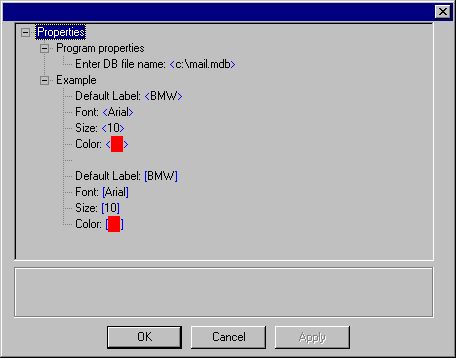 Properties
Program properties
Enter DB file name: <c:\mail.mdb>
Example
Default Label: <BMW>
Font: <Arial>
Size: <10>
Color: < >
Default Label: [BMW]
Font: [Arial]
Size: [10]
Color: [ ]
OK Cancel Apply